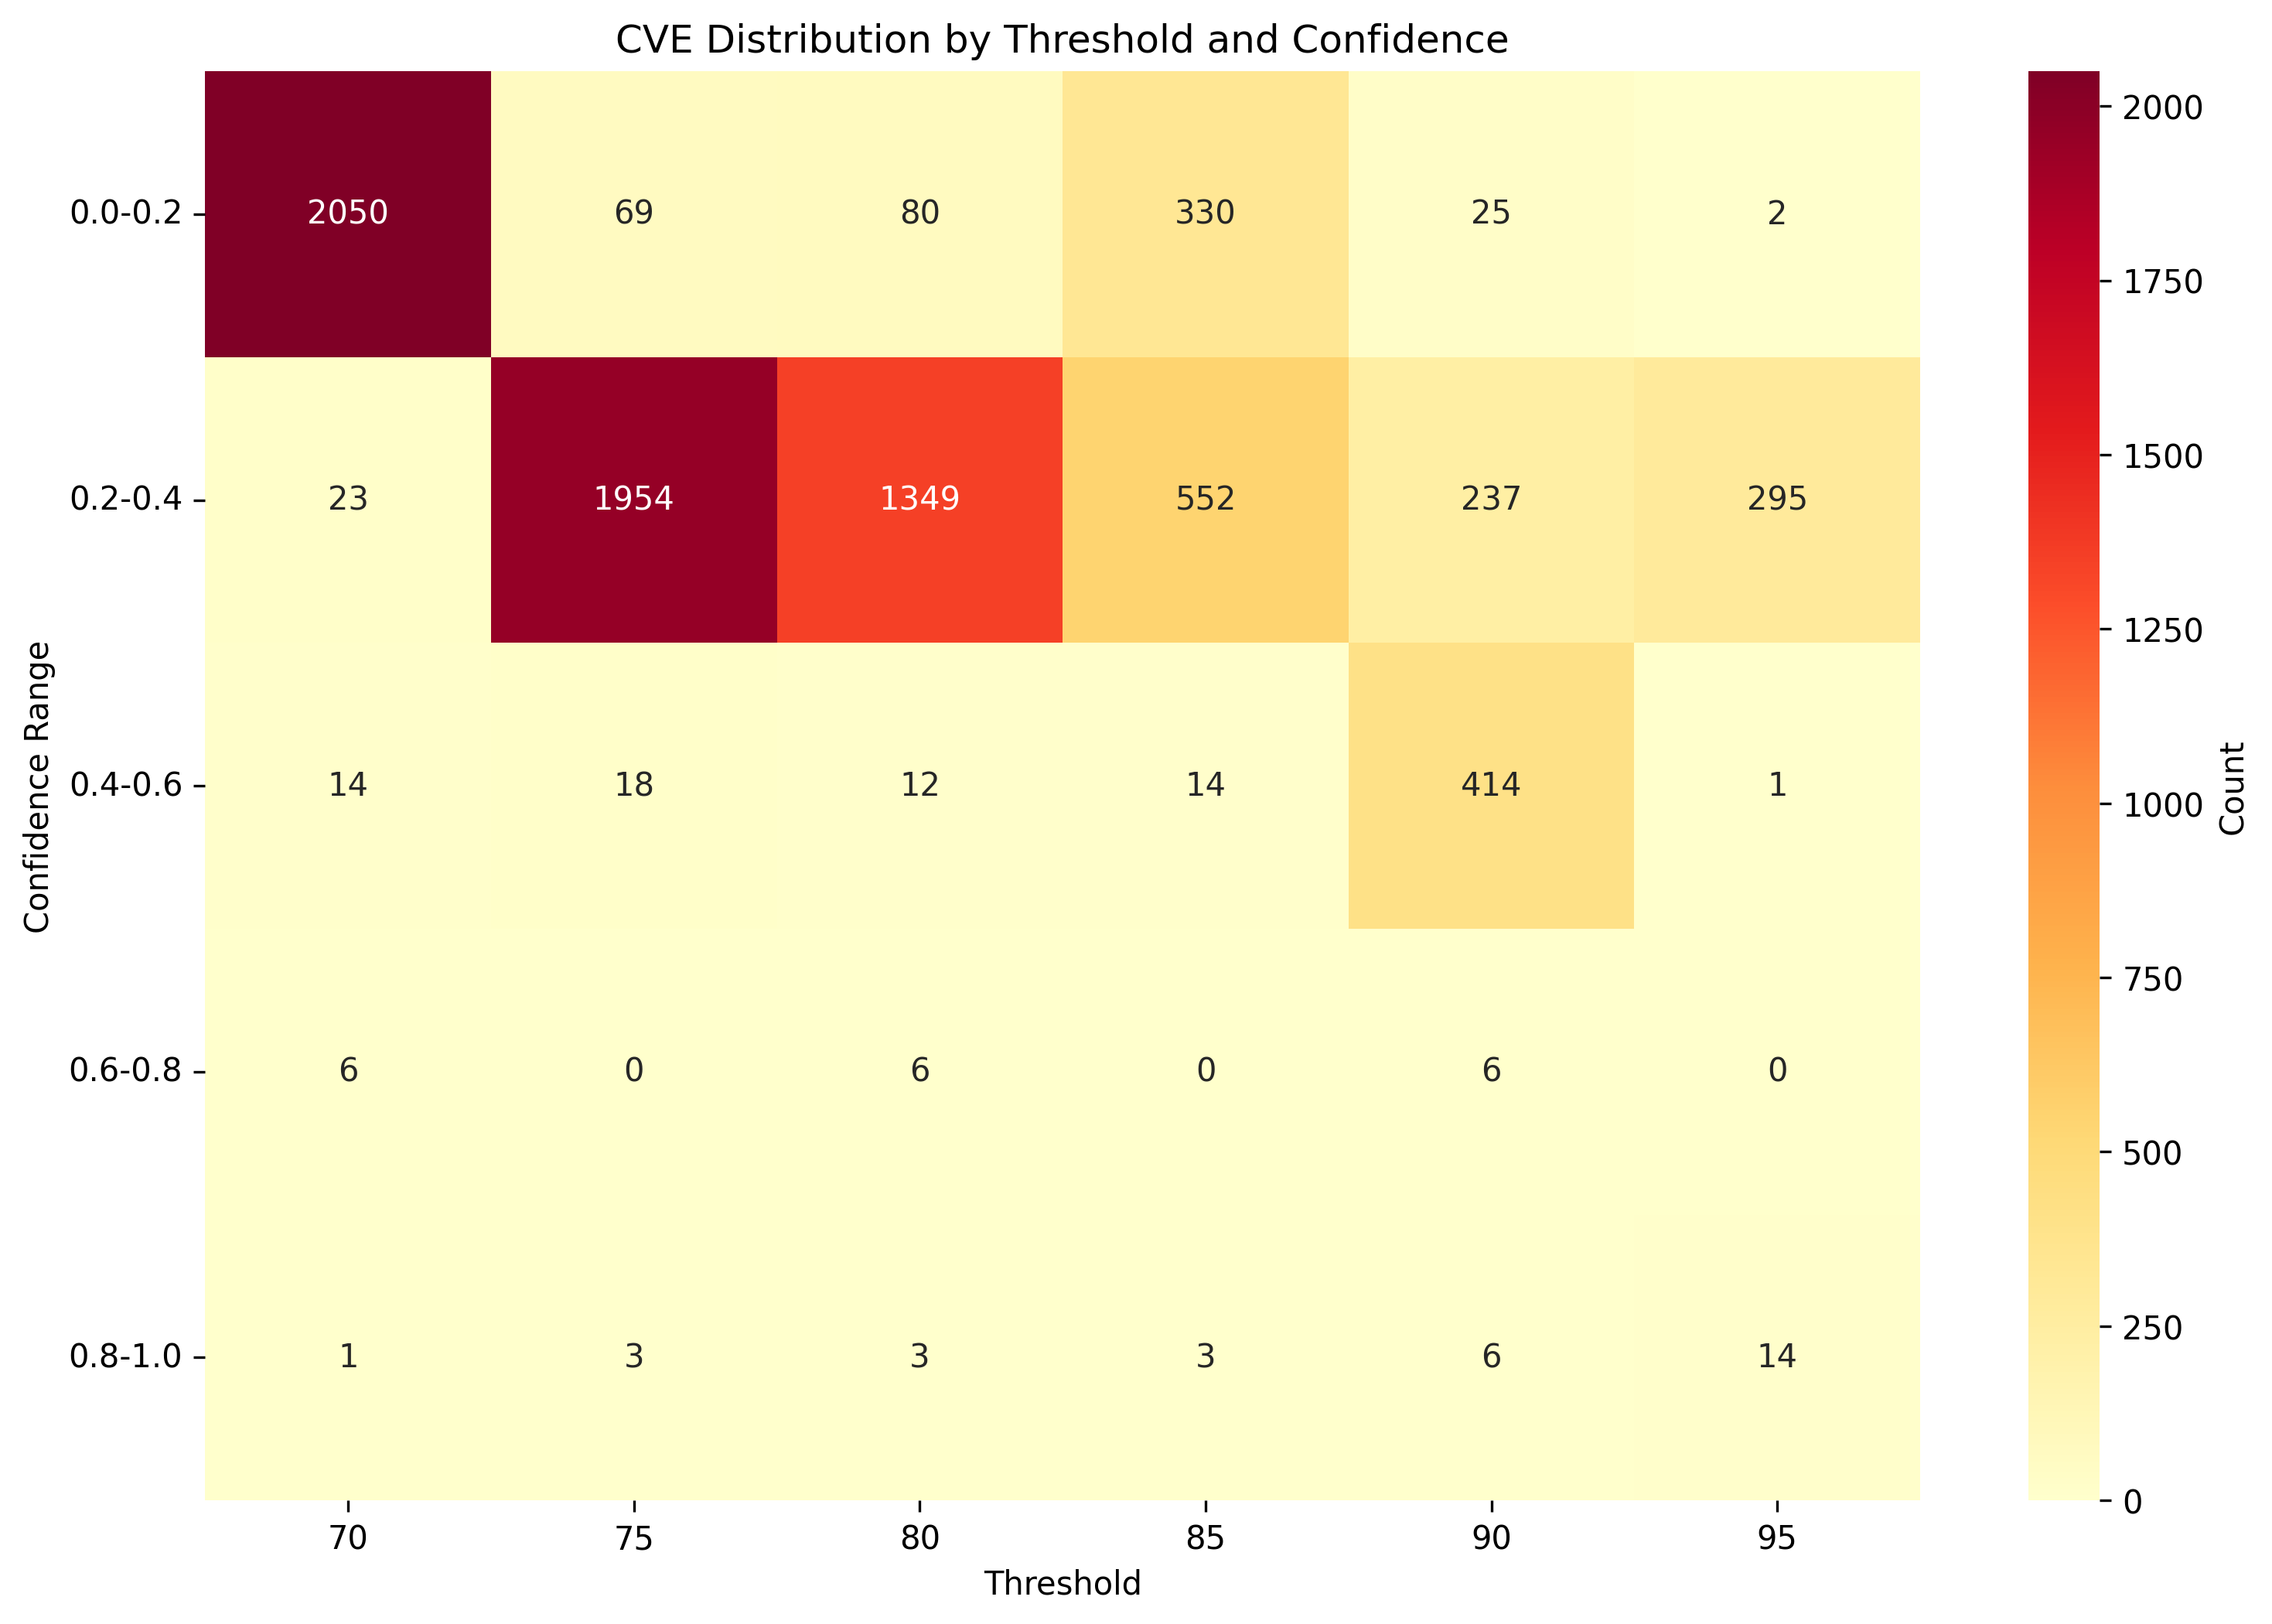 CVE Distribution by Threshold and Confidence
0.0-0.2 2050 69 80 330 25 2
0.2-0.4 23 1954 1349 552 237 295
0.4-0.6 14 18 12 14 414 1
0.6-0.8 6 0 6 0 6 0
0.8-1.0 1 3 3 3 6 14
70 75 80 85 90 95
Threshold
Confidence Range
2000
1750
1500
1250
1000
750
500
250
0
Count